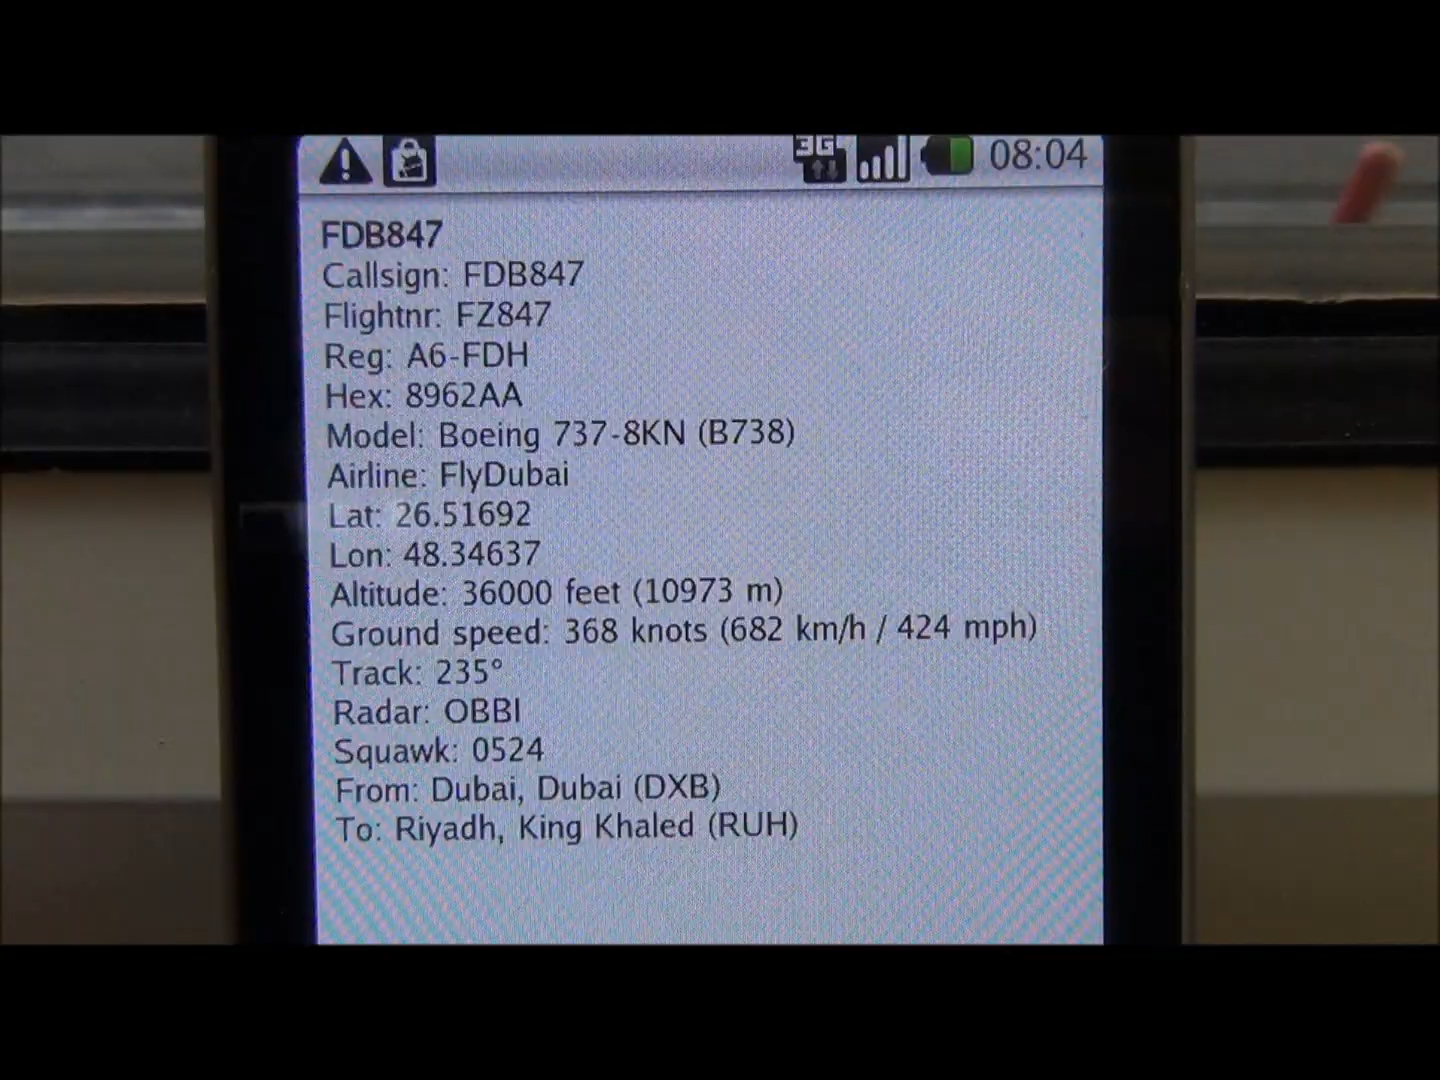 3G 08:04
FDB847
Callsign: FDB847
Flightnr: FZ847
Reg: A6-FDH
Hex: 8962AA
Model: Boeing 737-8KN (B738)
Airline: FlyDubai
Lat: 26.51692
Lon: 48.34637
Altitude: 36000 feet (10973 m)
Ground speed: 368 knots (682 km/h / 424 mph)
Track: 235°
Radar: OBBI
Squawk: 0524
From: Dubai, Dubai (DXB)
To: Riyadh, King Khaled (RUH)